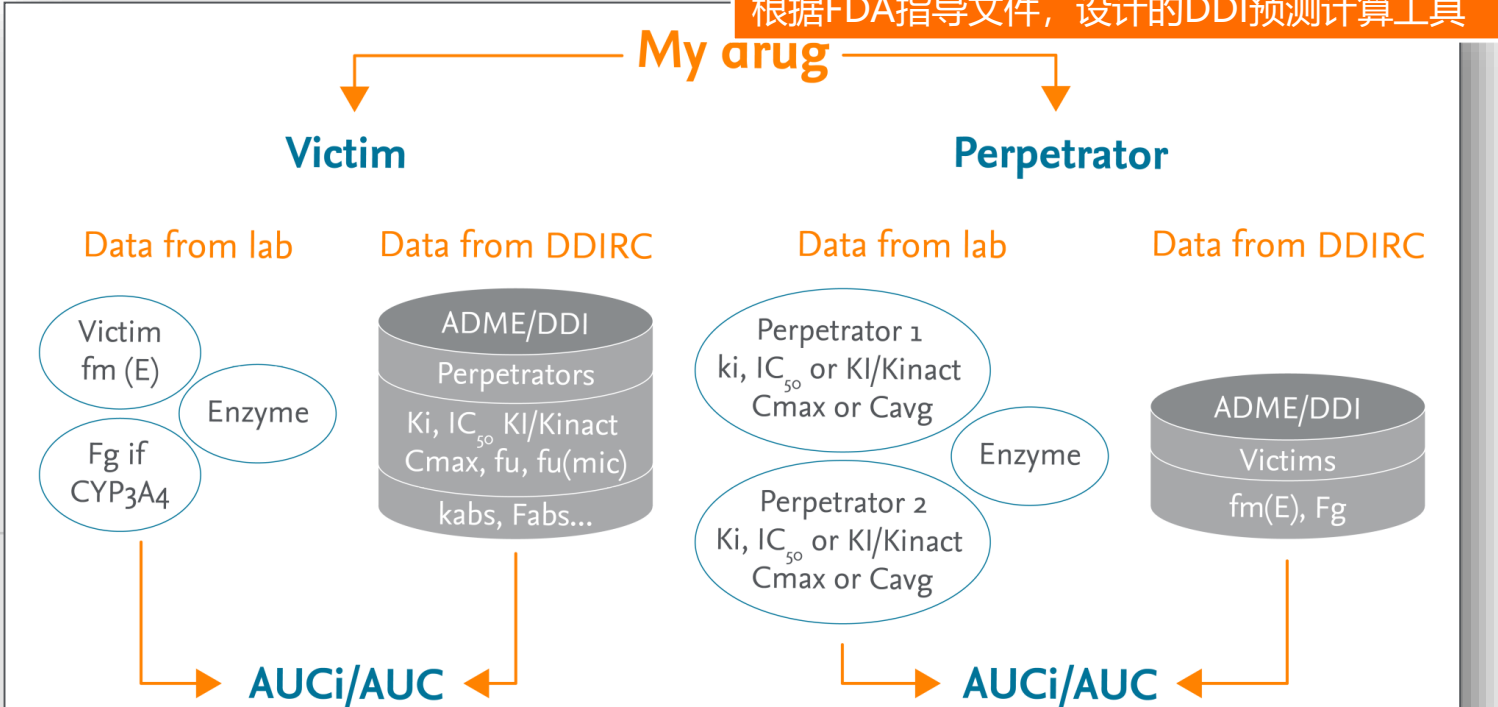 根据FDA指导文件，设计的DDI预测计算工具
My drug
Victim
Perpetrator
Data from lab
Data from DDIRC
Data from lab
Data from DDIRC
Victim
fm (E)
Enzyme
Fg if
CYP3A4
ADME/DDI
Perpetrators
Ki, IC50 KI/Kinact
Cmax, fu, fu(mic)
kabs, Fabs...
Perpetrator 1
ki, IC50 or KI/Kinact
Cmax or Cavg
Enzyme
Perpetrator 2
Ki, IC50 or KI/Kinact
Cmax or Cavg
ADME/DDI
Victims
fm(E), Fg
AUCi/AUC
AUCi/AUC